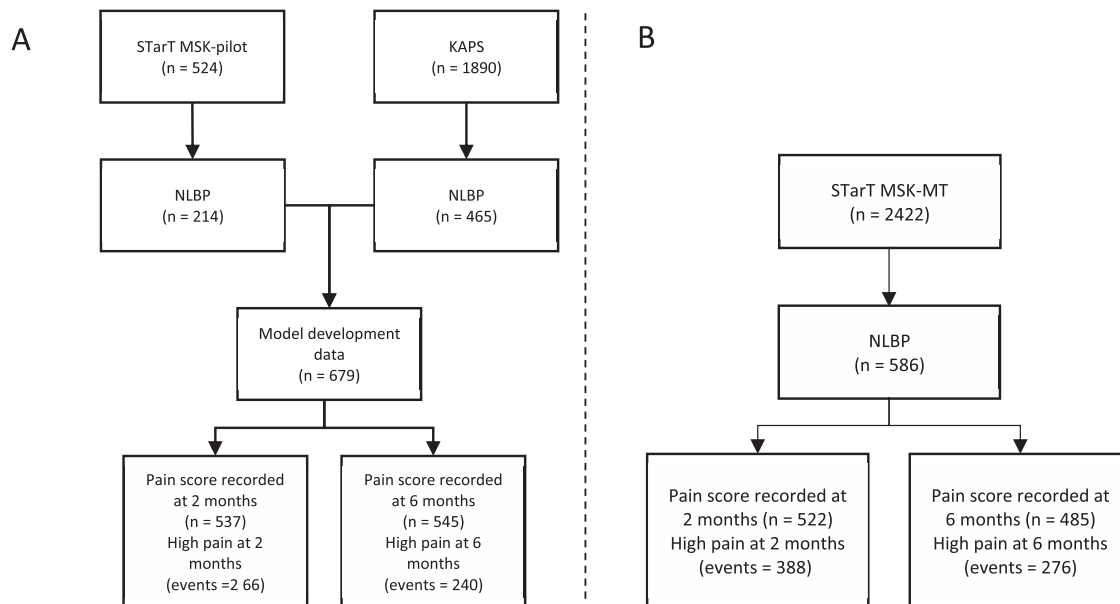 A
STarT MSK-pilot
(n = 524)
KAPS
(n = 1890)
NLBP
(n = 214)
NLBP
(n = 465)
Model development
data
(n = 679)
Pain score recorded
at 2 months
(n = 537)
High pain at 2
months
(events =2 66)
Pain score recorded
at 6 months
(n = 545)
High pain at 6
months
(events = 240)
B
STarT MSK-MT
(n = 2422)
NLBP
(n = 586)
Pain score recorded at
2 months (n = 522)
High pain at 2 months
(events = 388)
Pain score recorded at
6 months (n = 485)
High pain at 6 months
(events = 276)